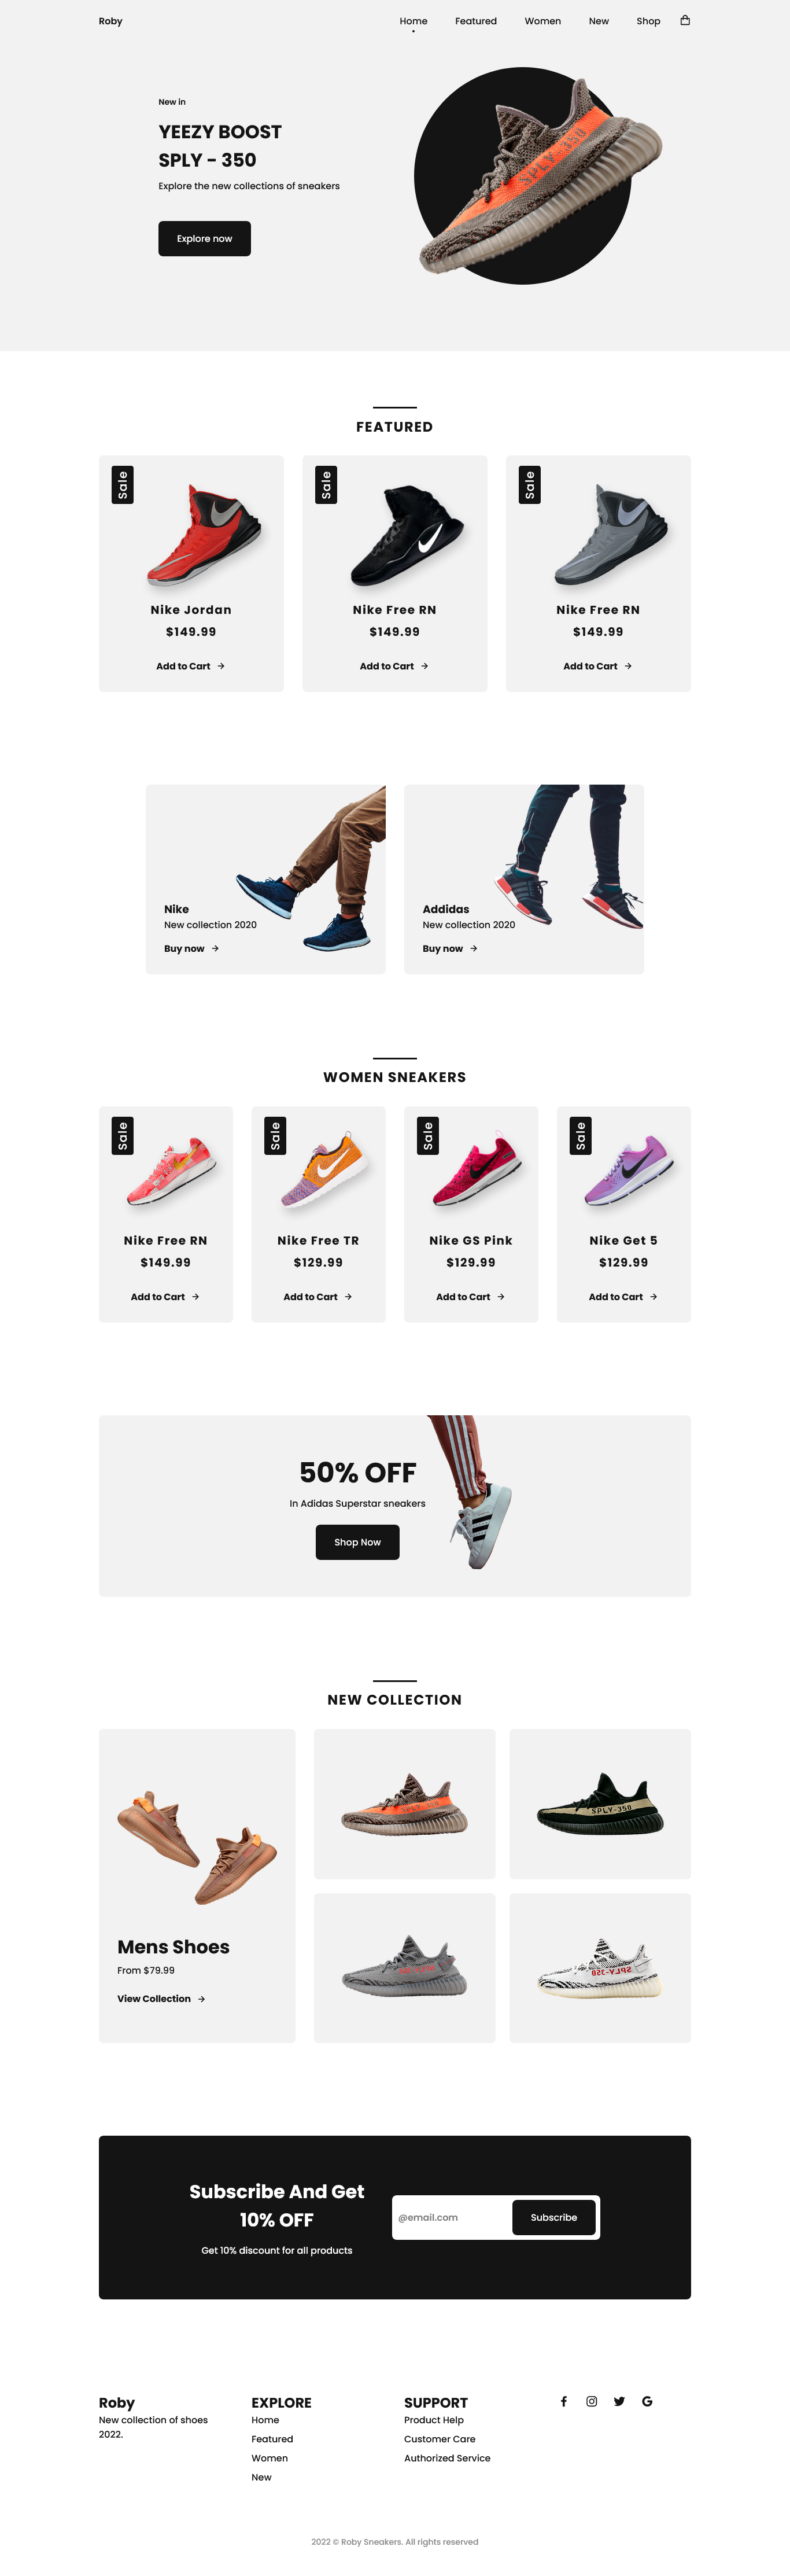 Roby
Home
Featured
Women
New
Shop
New in
YEEZY BOOST
SPLY - 350
Explore the new collections of sneakers
Explore now
SPLY-350
FEATURED
Sale
Nike Jordan
$149.99
Add to Cart
Sale
Nike Free RN
$149.99
Add to Cart
Sale
Nike Free RN
$149.99
Add to Cart
Nike
New collection 2020
Buy now
Addidas
New collection 2020
Buy now
WOMEN SNEAKERS
Sale
Nike Free RN
$149.99
Add to Cart
Sale
Nike Free TR
$129.99
Add to Cart
Sale
Nike GS Pink
$129.99
Add to Cart
Sale
Nike Get 5
$129.99
Add to Cart
50% OFF
In Adidas Superstar sneakers
Shop Now
NEW COLLECTION
Mens Shoes
From $79.99
View Collection
SPLY-350
SPLY-350
Subscribe And Get
10% OFF
Get 10% discount for all products
@email.com
Subscribe
Roby
New collection of shoes
2022.
EXPLORE
Home
Featured
Women
New
SUPPORT
Product Help
Customer Care
Authorized Service
2022 © Roby Sneakers. All rights reserved